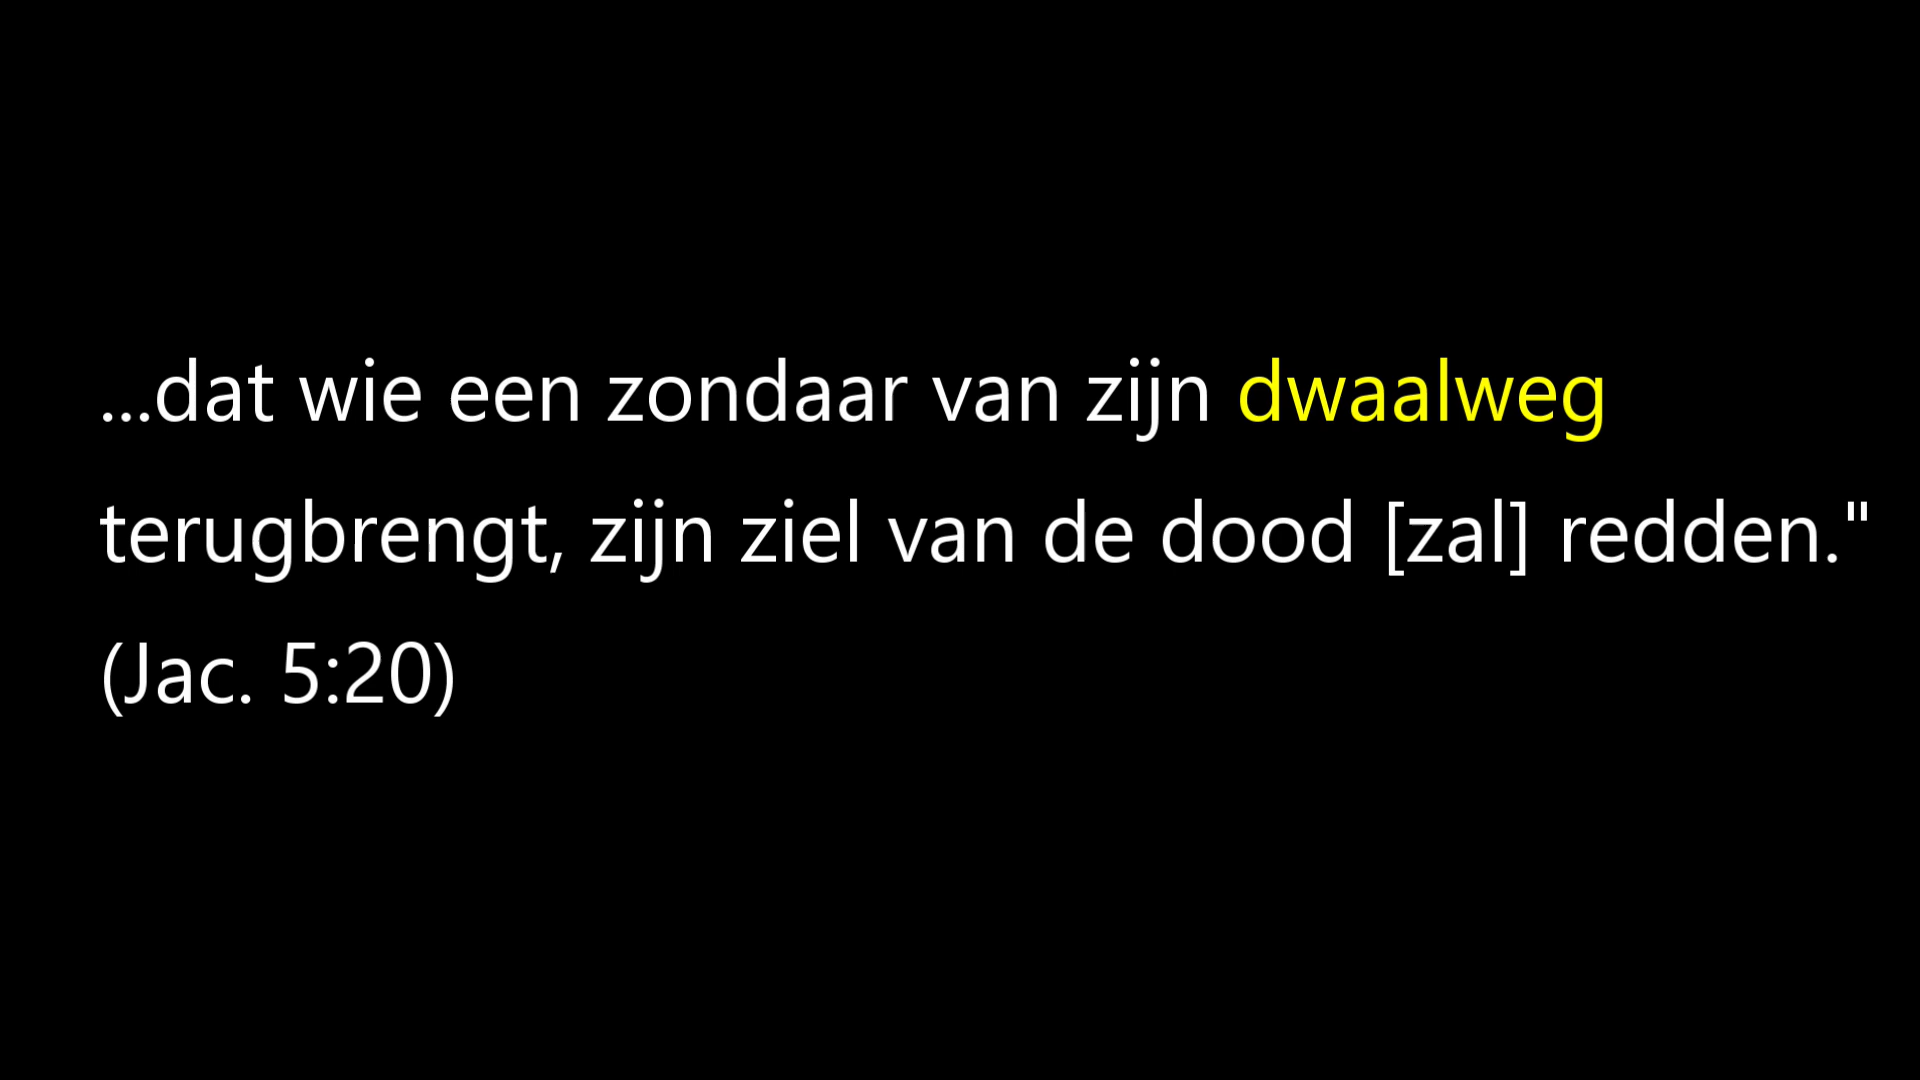 ...dat wie een zondaar van zijn dwaalweg
terugbrengt, zijn ziel van de dood [zal] redden."
(Jac. 5:20)